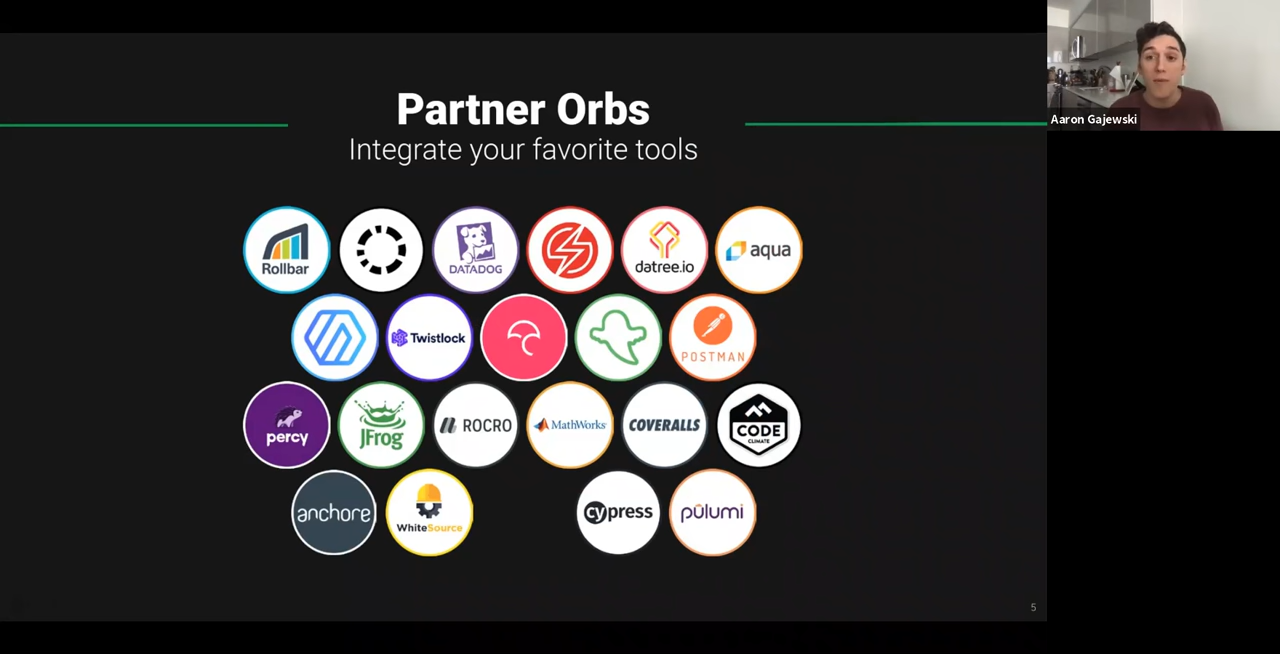 Partner Orbs
Integrate your favorite tools
Aaron Gajewski
Rollbar
DATADOG
datree.io
aqua
Twistlock
POSTMAN
percy
JFrog
ROCRO
MathWorks
COVERALLS
CODE
CLIMATE
anchore
WhiteSource
cypress
pulumi
5